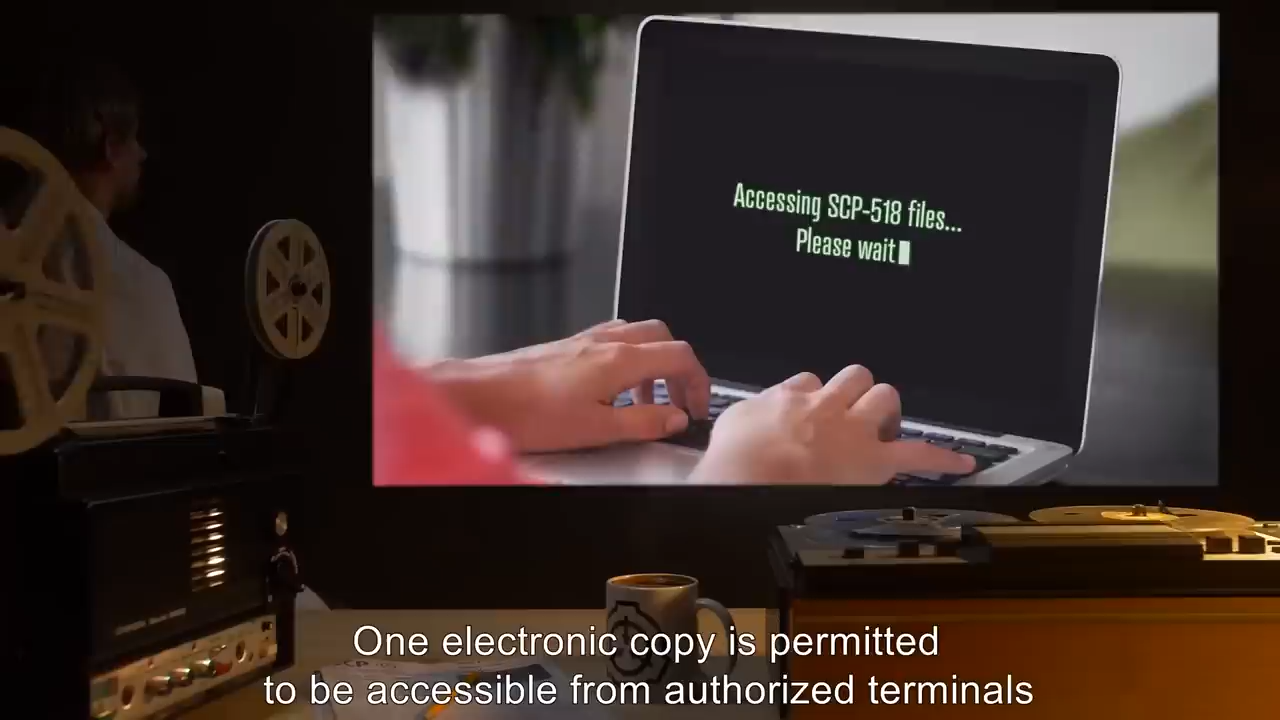 Accessing SCP-518 files...
Please wait
One electronic copy is permitted
to be accessible from authorized terminals